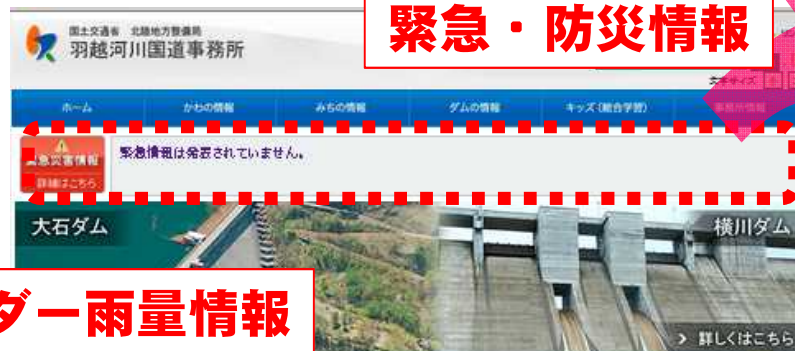 緊急・防災情報
国土交通省 北陸地方整備局
羽越河川国道事務所
文字サイズ
ホーム かわの情報 みちの情報 ダムの情報 キッズ(総合学習) 事務所情報
緊急災害情報
詳細はこちら
緊急情報は発表されていません。
大石ダム
横川ダム
ダー雨量情報
詳しくはこちら